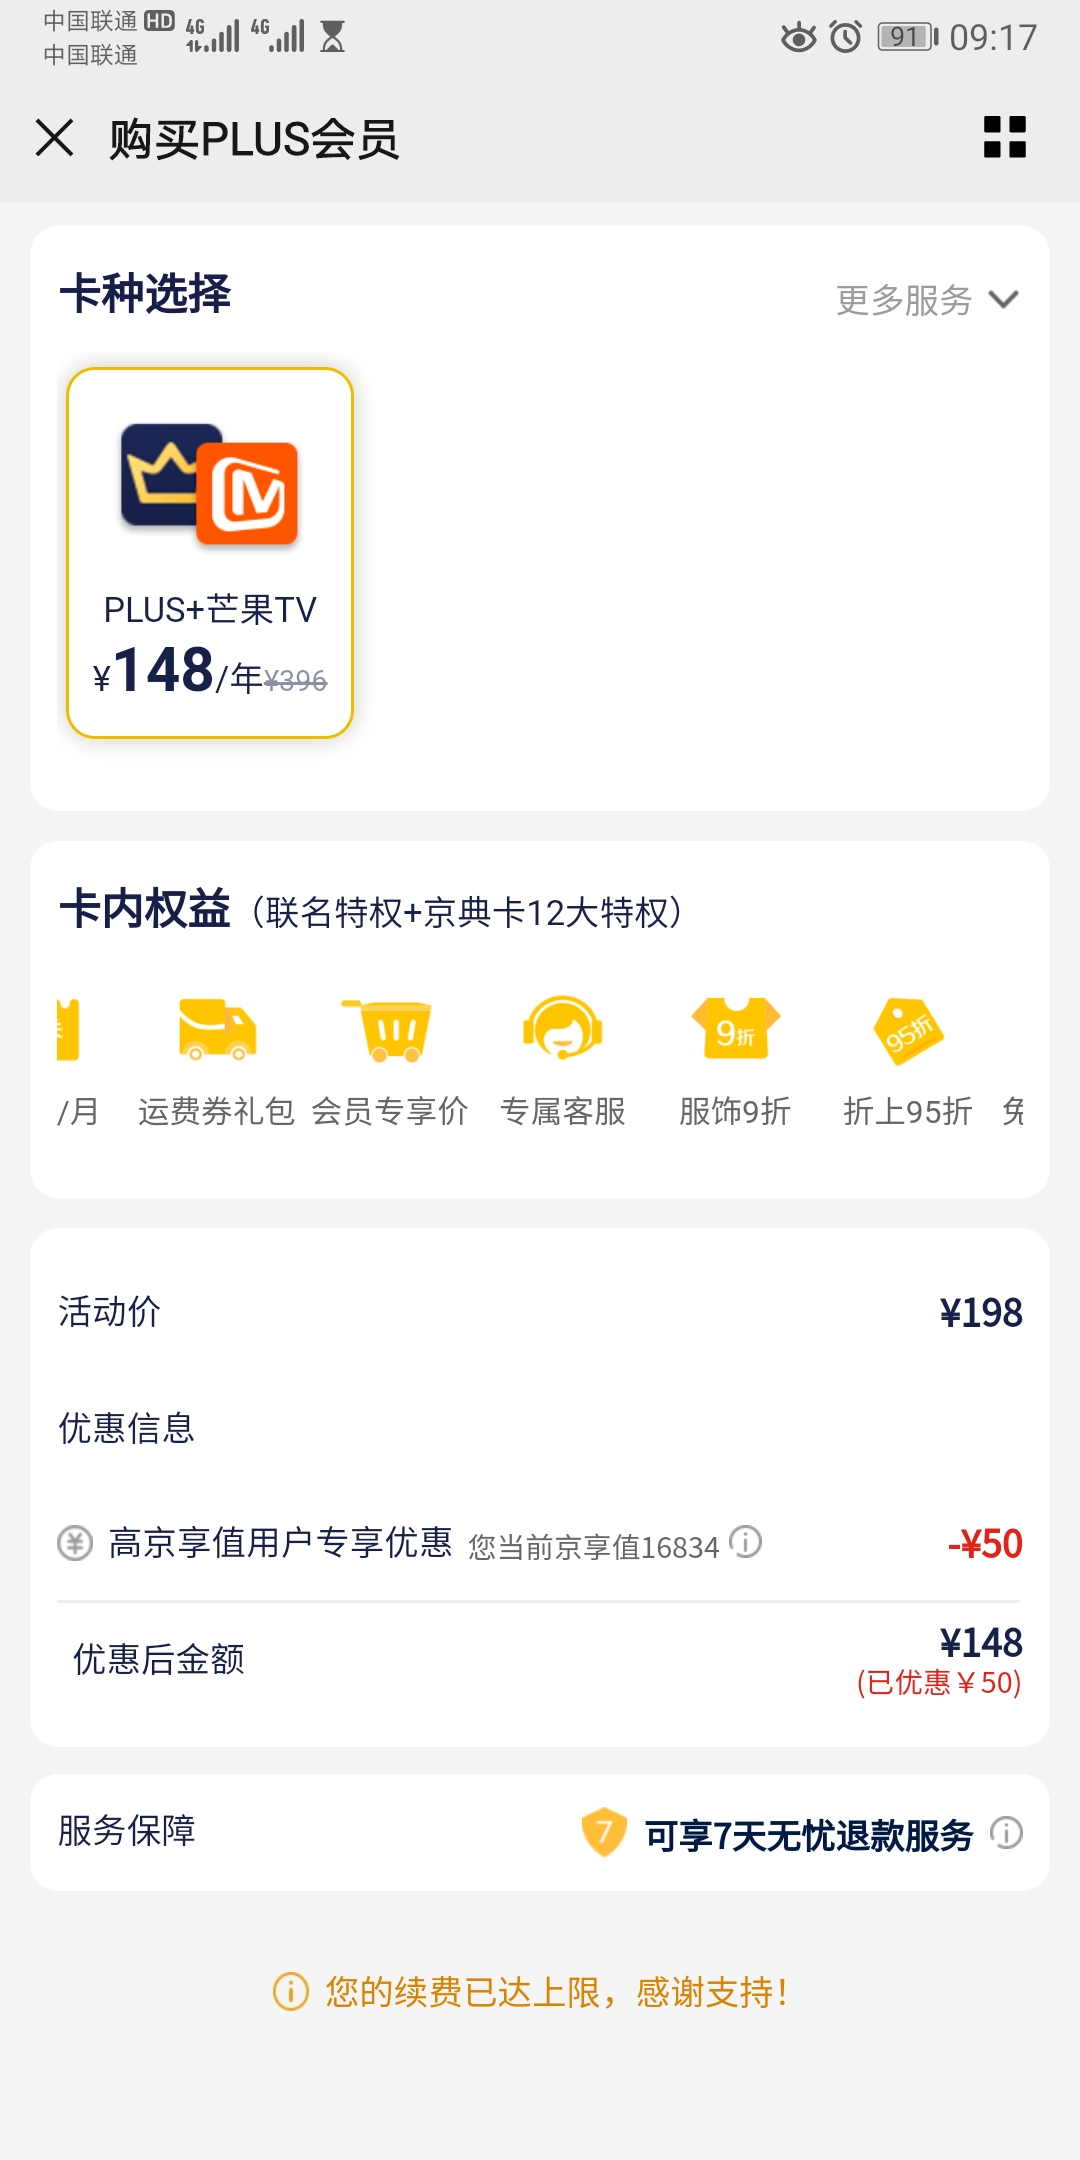 中国联通 HD 4G 4G 91 09:17
中国联通
购买PLUS会员
卡种选择
更多服务
PLUS+芒果TV
¥148/年¥396
卡内权益（联名特权+京典卡12大特权）
9折
95折
/月 运费券礼包 会员专享价 专属客服 服饰9折 折上95折 免
活动价 ¥198
优惠信息
高京享值用户专享优惠 您当前京享值16834 -¥50
优惠后金额 ¥148
(已优惠￥50)
服务保障 7 可享7天无忧退款服务
您的续费已达上限，感谢支持！